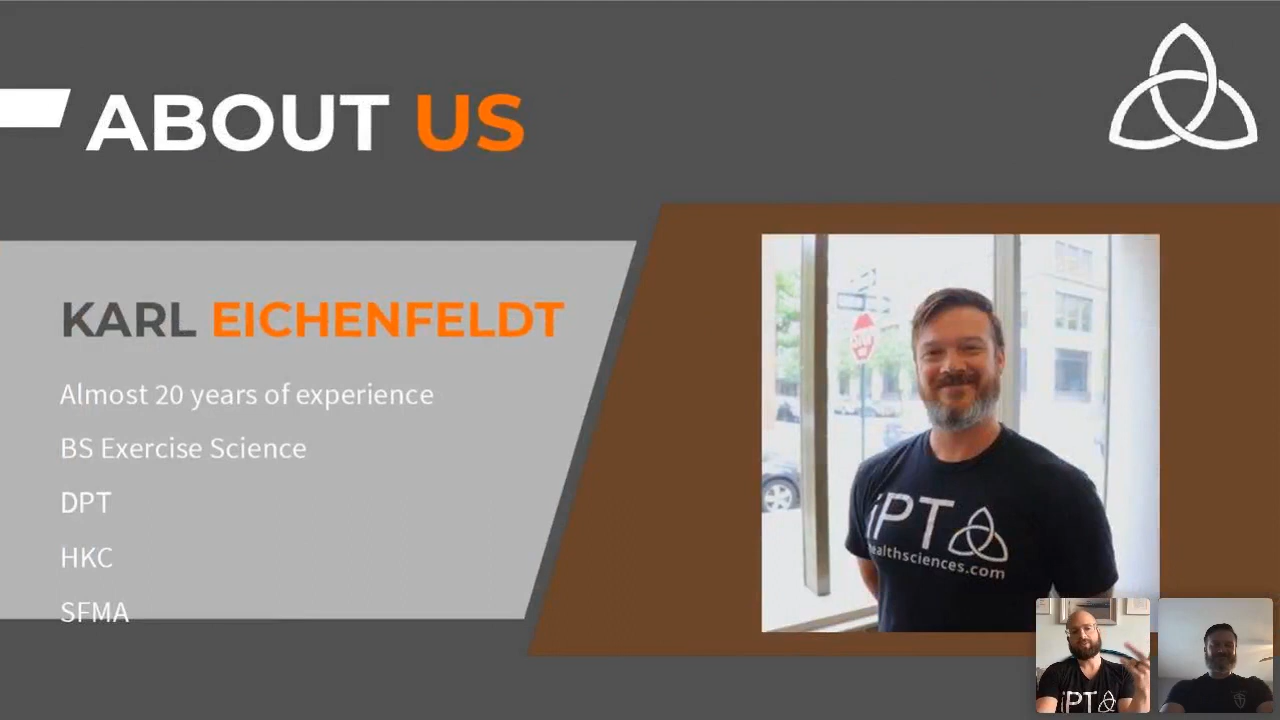 ABOUT US
KARL EICHENFELDT
Almost 20 years of experience
BS Exercise Science
DPT
HKC
SFMA
STOP
iPT
healthsciences.com
iPT